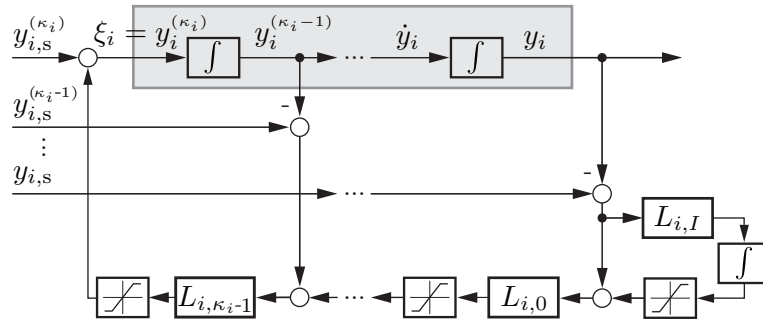 y_{i,s}^{(κ_i)} ξ_i = y_i^{(κ_i)} ∫ y_i^{(κ_i-1)} ... ẏ_i ∫ y_i
y_{i,s}^{(κ_i-1)} -
⋮
y_{i,s} ... -
L_{i,I}
∫
L_{i,κ_i-1} ... L_{i,0}